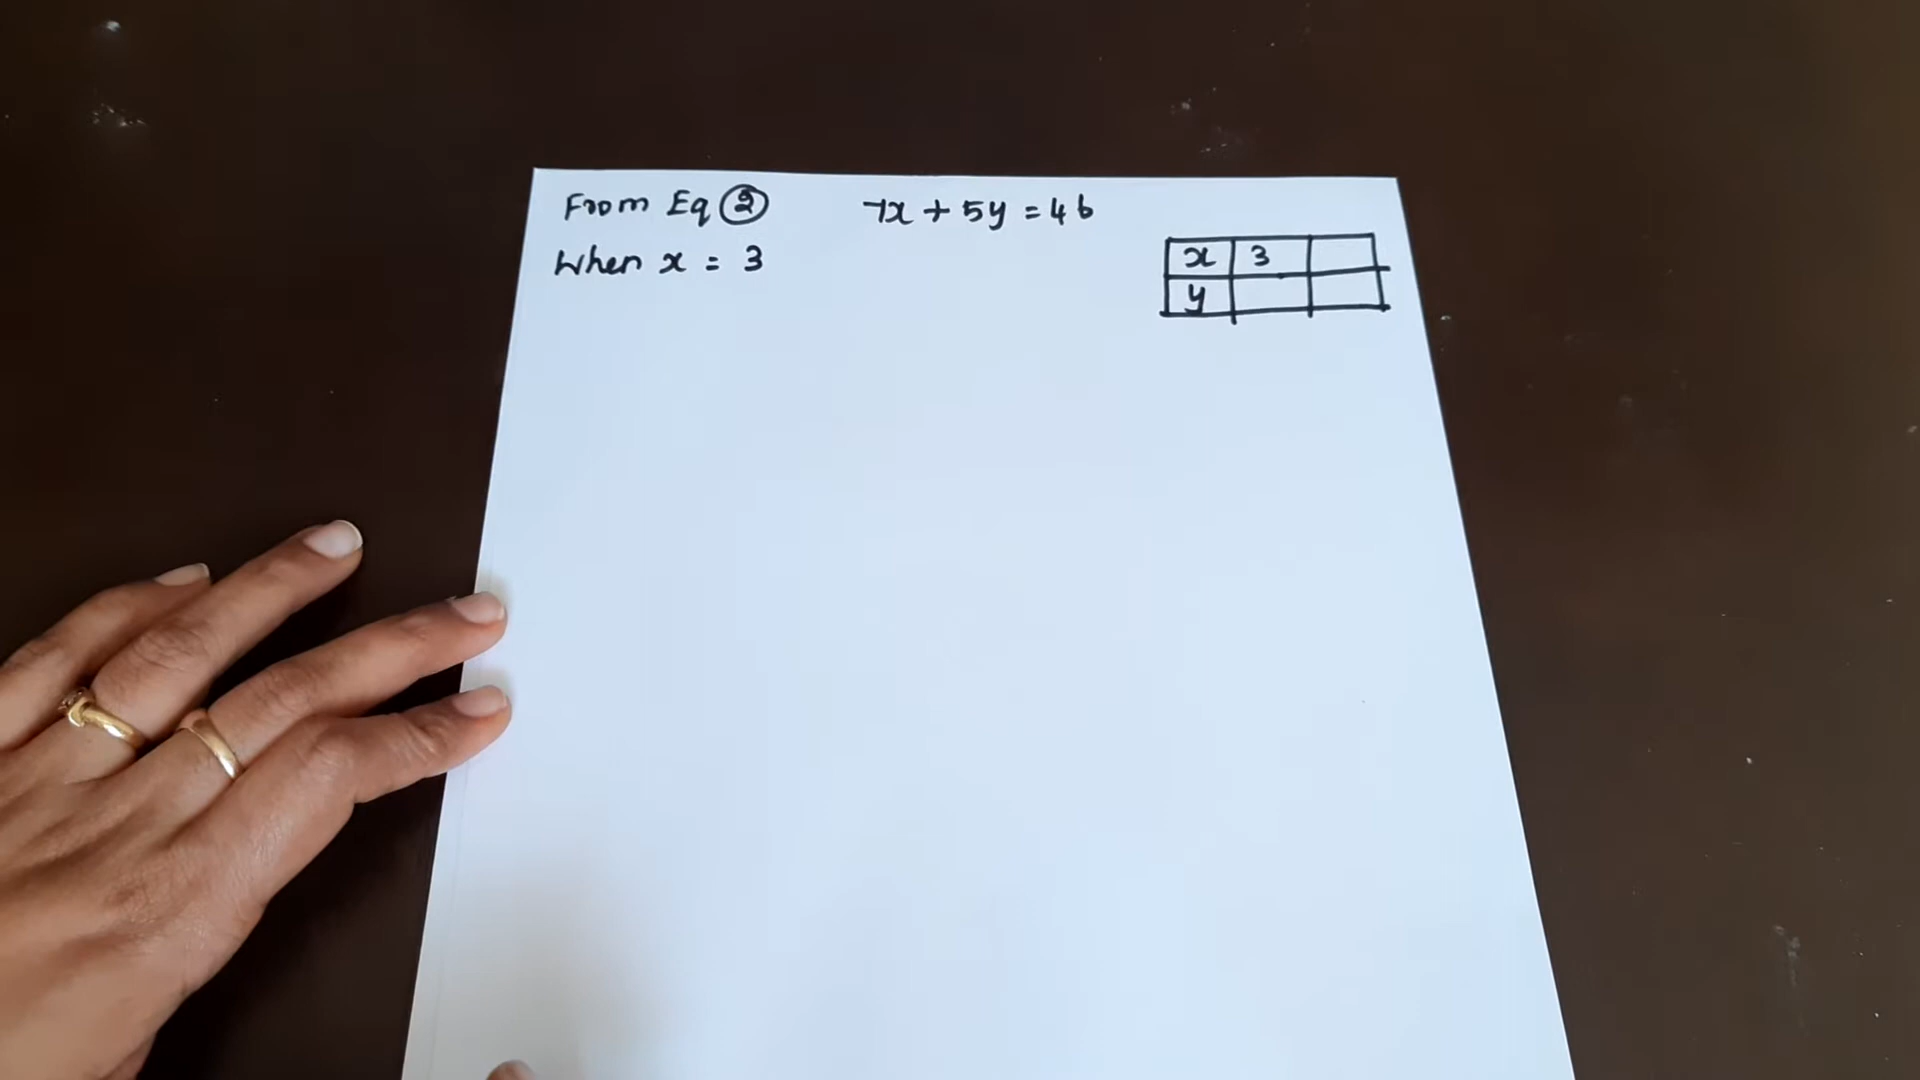 From Eq ② 7x + 5y = 46
When x = 3
x 3
y